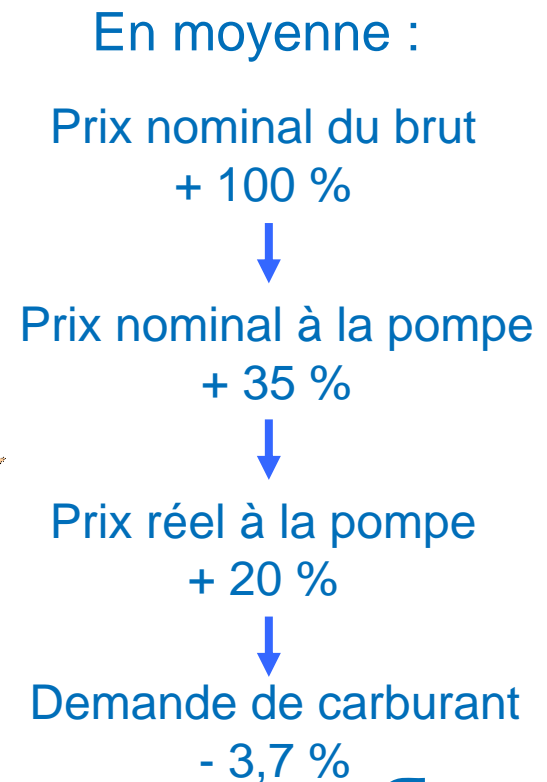 En moyenne :
Prix nominal du brut
+ 100 %
Prix nominal à la pompe
+ 35 %
Prix réel à la pompe
+ 20 %
Demande de carburant
- 3,7 %